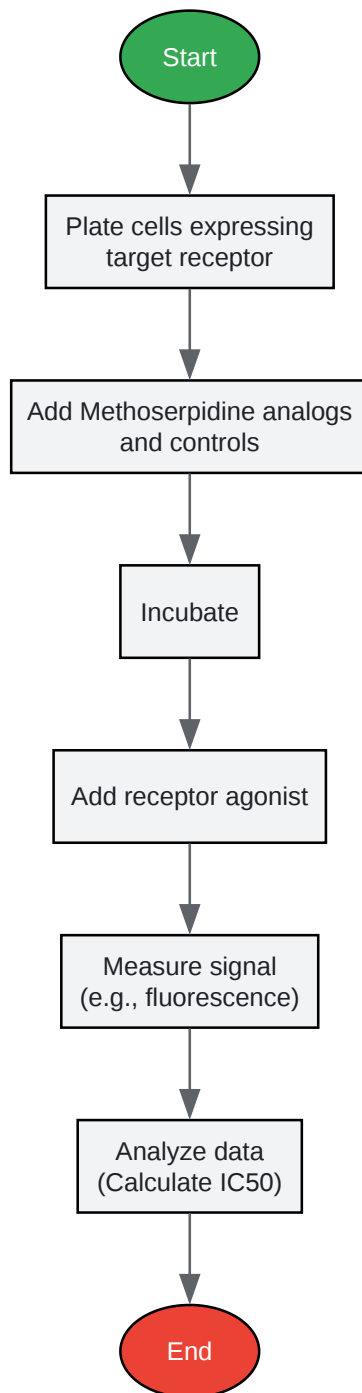 Start
Plate cells expressing
target receptor
Add Methoserpidine analogs
and controls
Incubate
Add receptor agonist
Measure signal
(e.g., fluorescence)
Analyze data
(Calculate IC50)
End